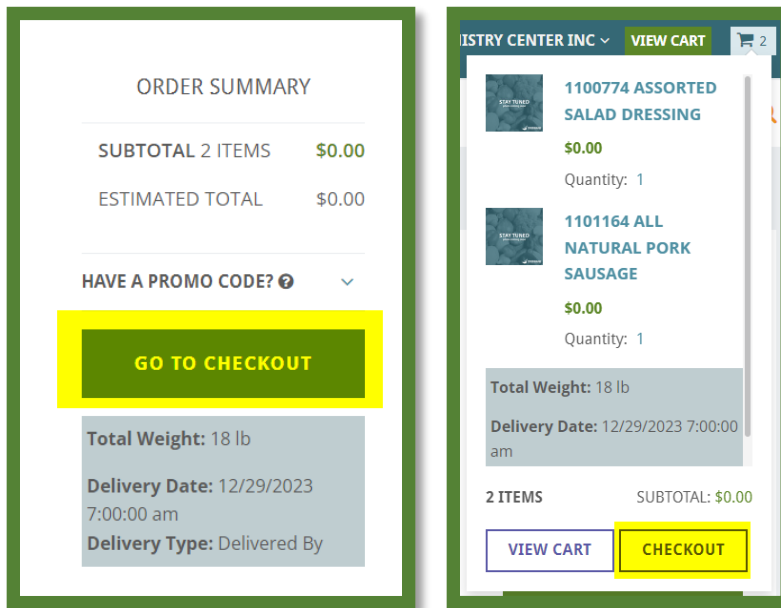 ORDER SUMMARY
SUBTOTAL 2 ITEMS $0.00
ESTIMATED TOTAL $0.00
HAVE A PROMO CODE?
GO TO CHECKOUT
Total Weight: 18 lb
Delivery Date: 12/29/2023
7:00:00 am
Delivery Type: Delivered By
ISTRY CENTER INC VIEW CART 2
STAY TUNED
1100774 ASSORTED
SALAD DRESSING
$0.00
Quantity: 1
STAY TUNED
1101164 ALL
NATURAL PORK
SAUSAGE
$0.00
Quantity: 1
Total Weight: 18 lb
Delivery Date: 12/29/2023 7:00:00
am
2 ITEMS SUBTOTAL: $0.00
VIEW CART CHECKOUT